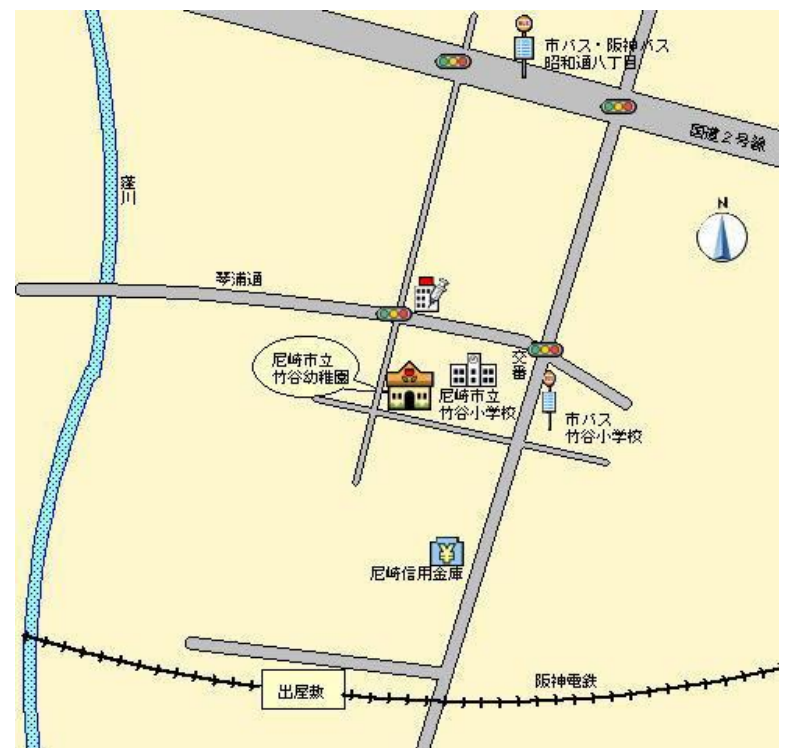 市バス・阪神バス
昭和通八丁目
国道2号線
蓬川
N
琴浦通
尼崎市立
竹谷幼稚園
交番
尼崎市立
竹谷小学校
市バス
竹谷小学校
尼崎信用金庫
出屋敷
阪神電鉄